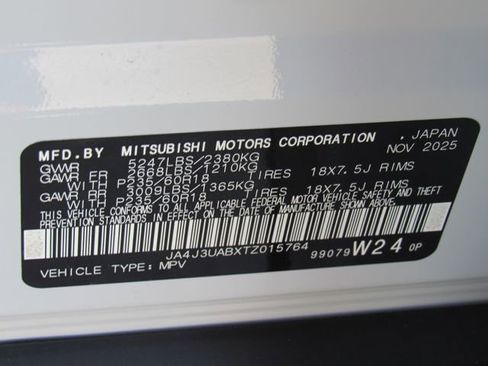 MFD.BY MITSUBISHI MOTORS CORPORATION , JAPAN
GVWR 5247LBS/2380KG NOV 2025
GAWR FR 2668LBS/1210KG
WITH P235/60R18 TIRES 18X7.5J RIMS
GAWR RR 3009LBS/1365KG
WITH P235/60R18 TIRES 18X7.5J RIMS
THIS VEHICLE CONFORMS TO ALL APPLICABLE FEDERAL MOTOR VEHICLE SAFETY AND THEFT
PREVENTION STANDARDS IN EFFECT ON THE DATE OF MANUFACTURE SHOWN ABOVE.
JA4J3UABXTZ015764
VEHICLE TYPE: MPV 99079 W24 0P